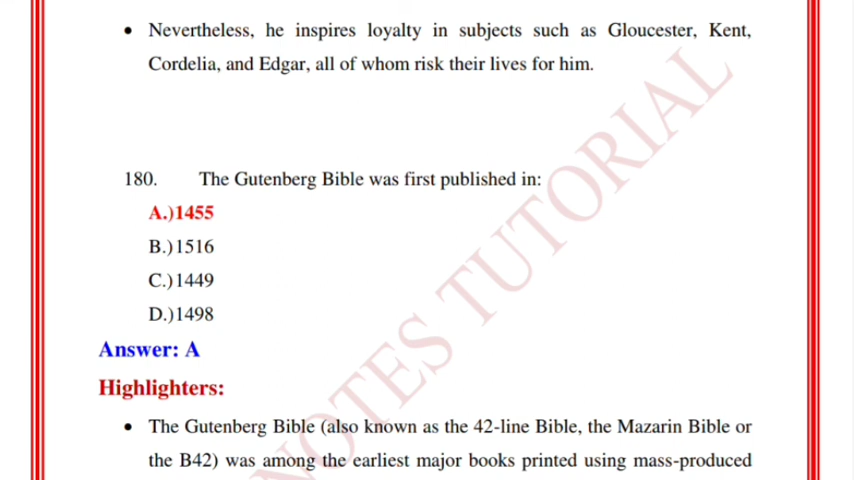 • Nevertheless, he inspires loyalty in subjects such as Gloucester, Kent,
Cordelia, and Edgar, all of whom risk their lives for him.
180. The Gutenberg Bible was first published in:
A.)1455
B.)1516
C.)1449
D.)1498
Answer: A
Highlighters:
• The Gutenberg Bible (also known as the 42-line Bible, the Mazarin Bible or
the B42) was among the earliest major books printed using mass-produced
NOTES TUTORIAL